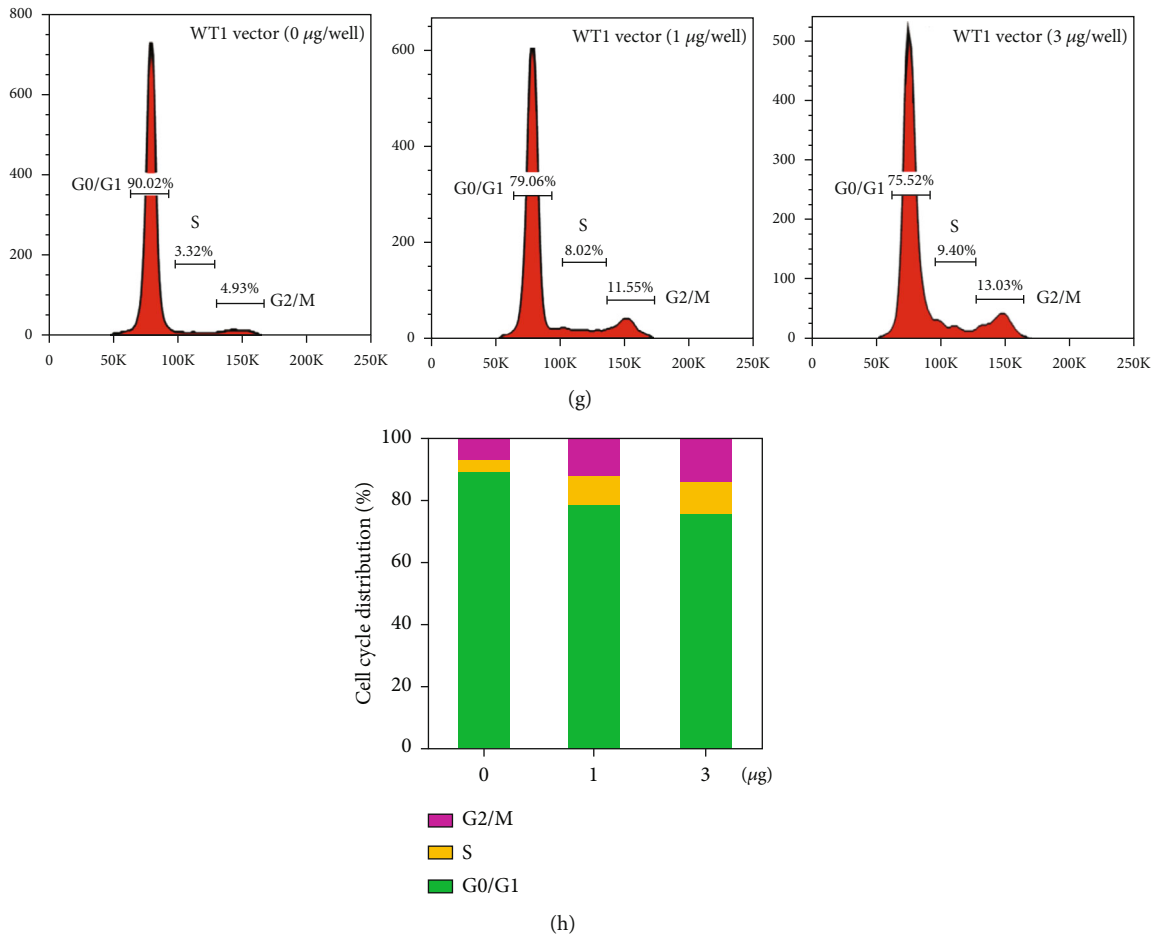 WT1 vector (0 μg/well)
800
600
400
200
0
G0/G1 90.02%
S
3.32%
4.93%
G2/M
0 50K 100K 150K 200K 250K
WT1 vector (1 μg/well)
600
400
200
0
G0/G1 79.06%
S
8.02%
11.55%
G2/M
0 50K 100K 150K 200K 250K
WT1 vector (3 μg/well)
500
400
300
200
100
0
G0/G1 75.52%
S
9.40%
13.03%
G2/M
0 50K 100K 150K 200K 250K
(g)
Cell cycle distribution (%)
100
80
60
40
20
0
0 1 3 (μg)
G2/M
S
G0/G1
(h)